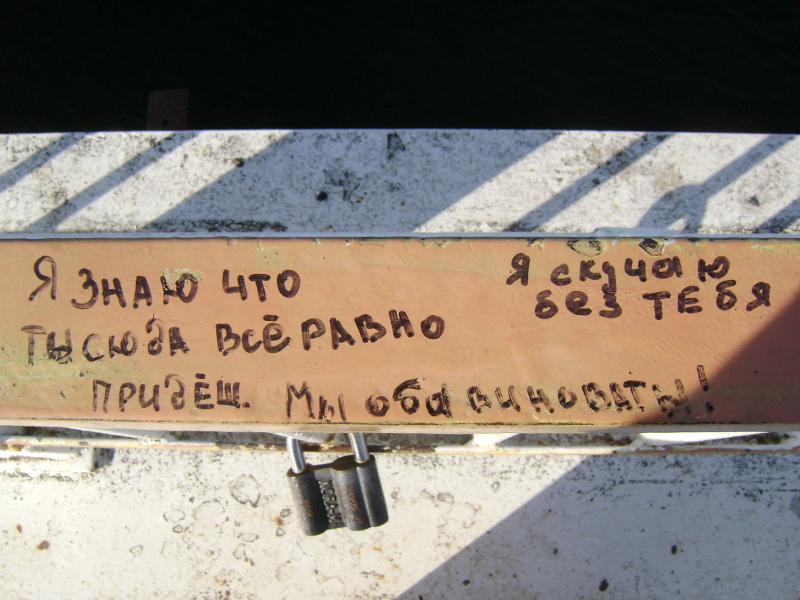 Я ЗНАЮ ЧТО
ТЫ СЮДА ВСЁ РАВНО
ПРИДЁШ. Мы оба виноваты!
Я скучаю
без ТЕБЯ